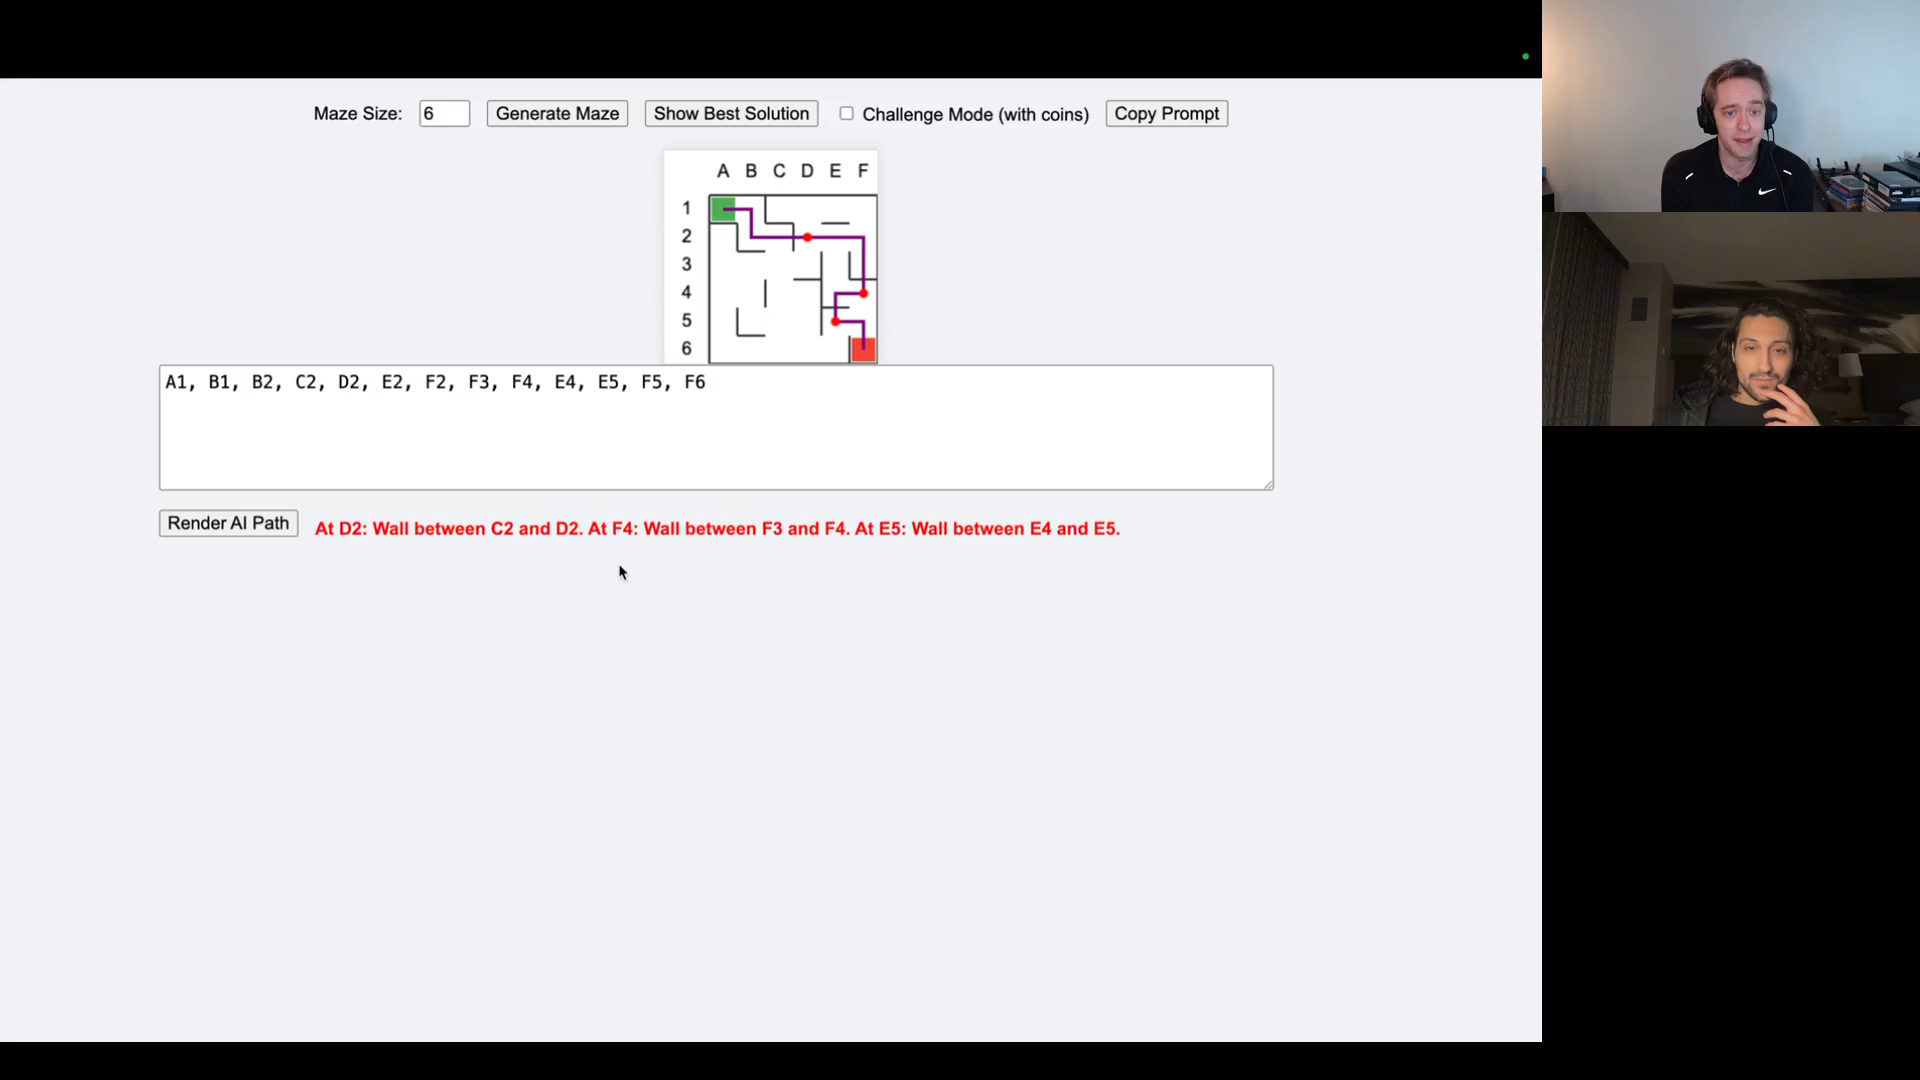 Maze Size: 6 Generate Maze Show Best Solution Challenge Mode (with coins) Copy Prompt
A B C D E F
1
2
3
4
5
6
A1, B1, B2, C2, D2, E2, F2, F3, F4, E4, E5, F5, F6
Render AI Path At D2: Wall between C2 and D2. At F4: Wall between F3 and F4. At E5: Wall between E4 and E5.